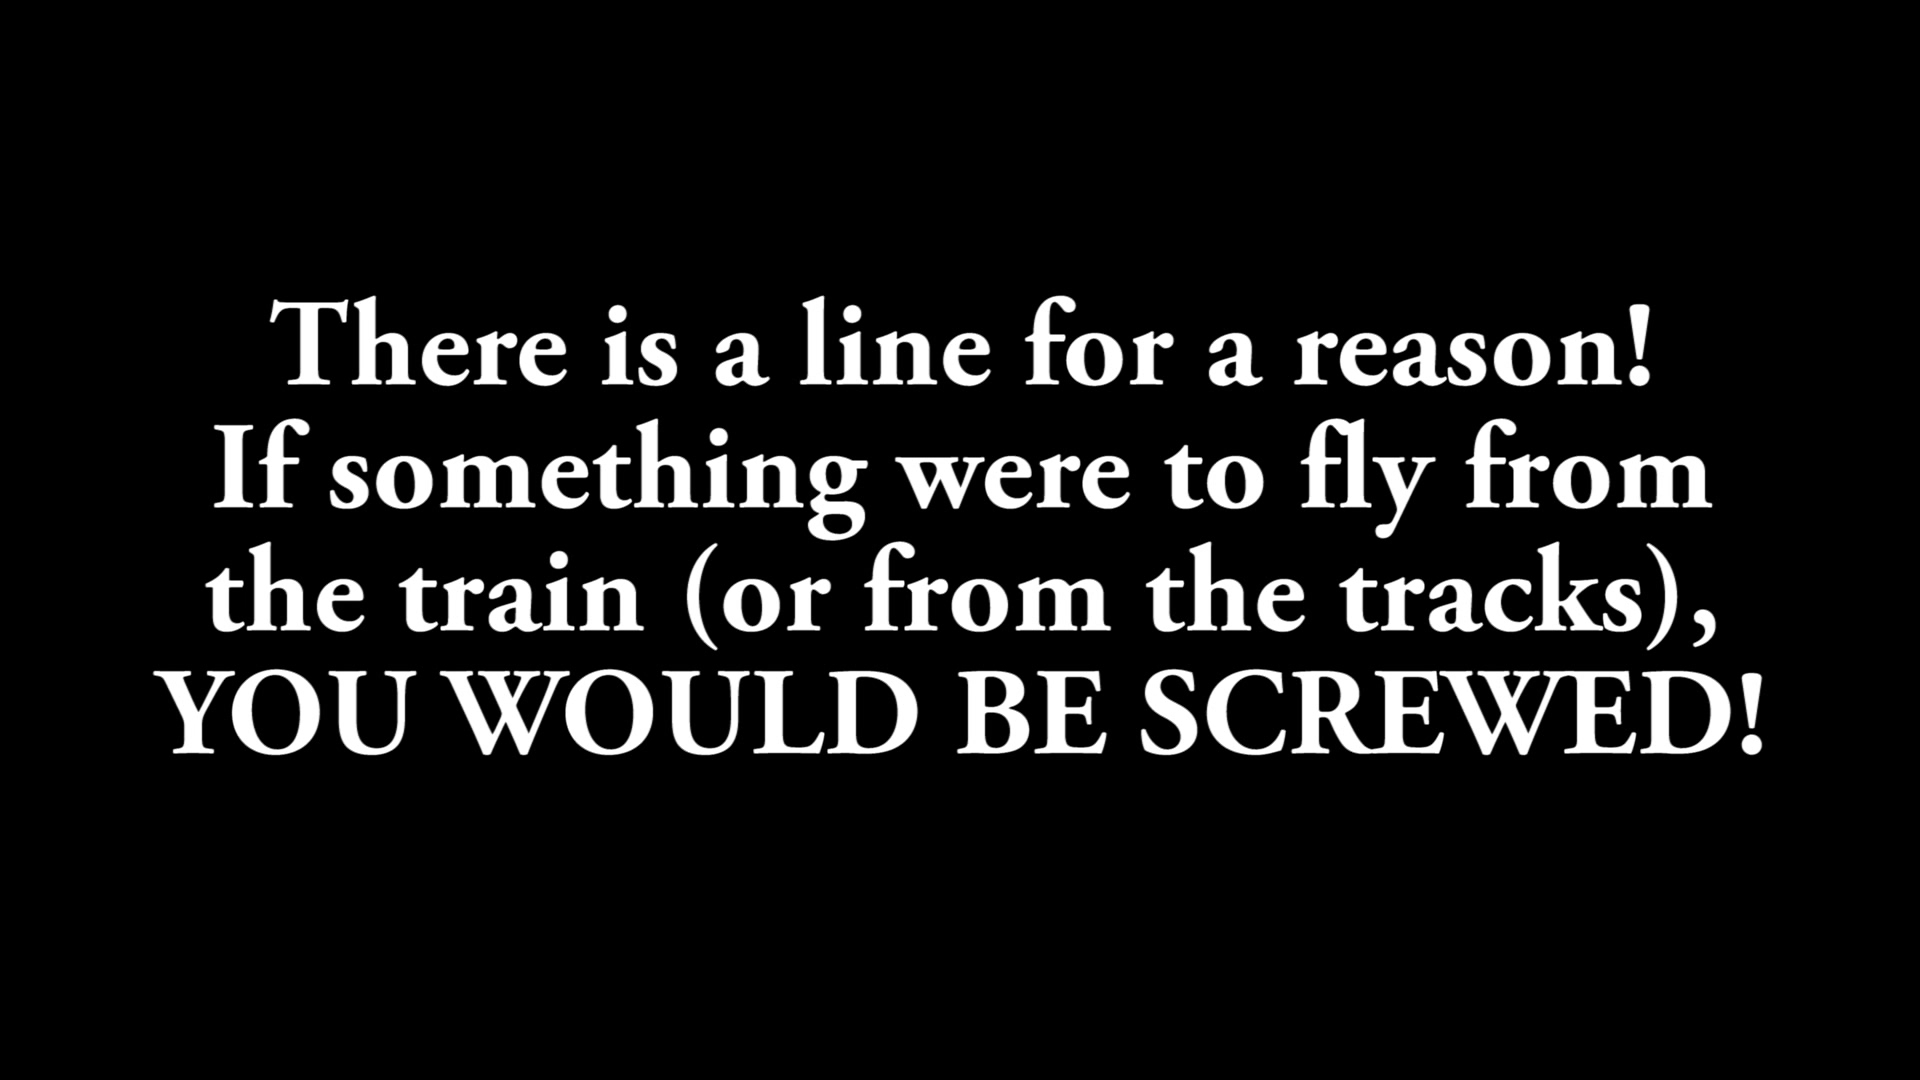 There is a line for a reason!
If something were to fly from
the train (or from the tracks),
YOU WOULD BE SCREWED!